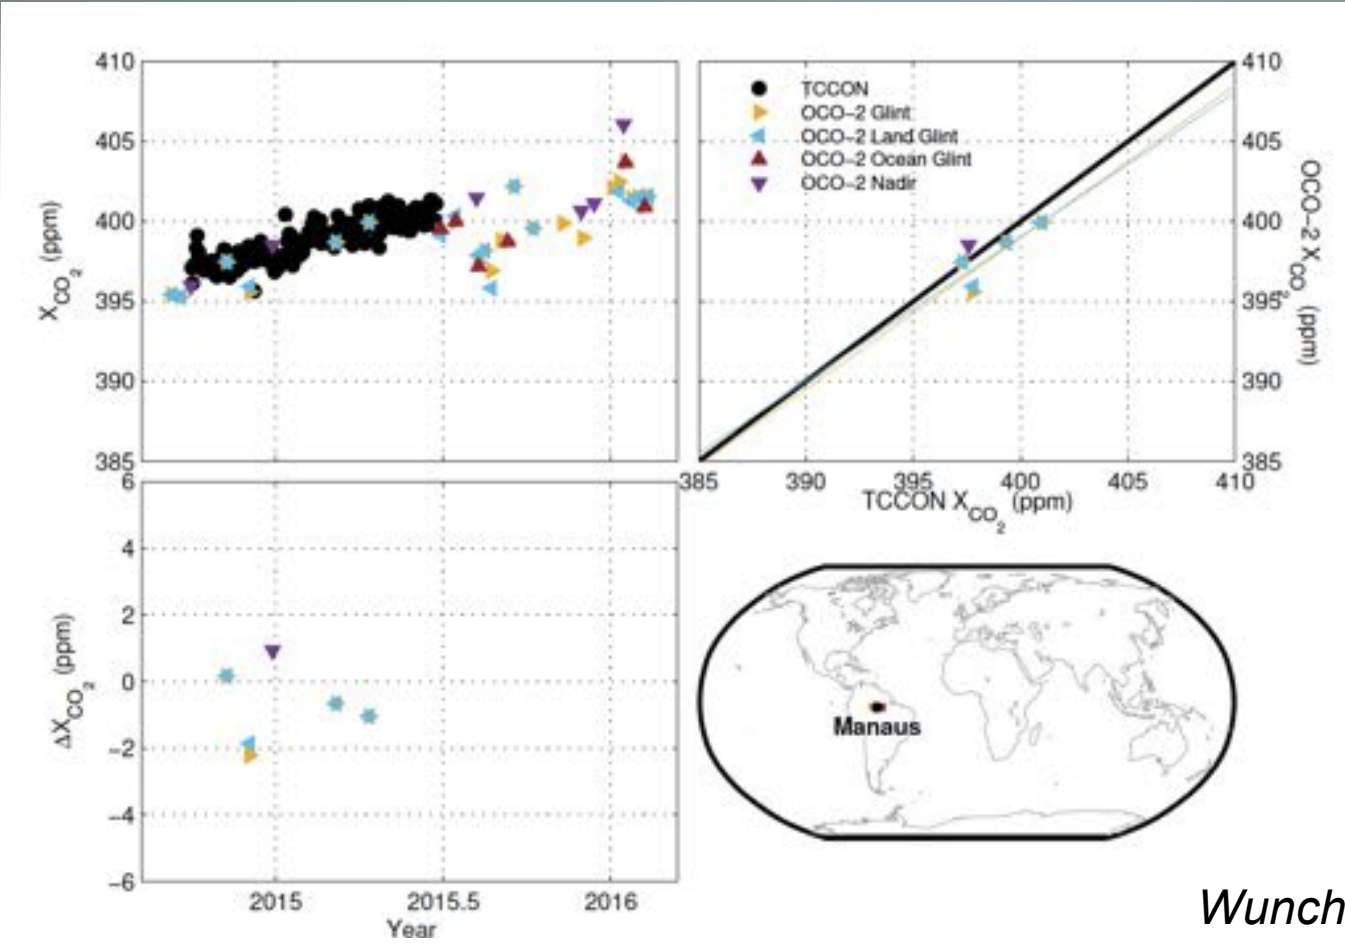 410
405
400
395
390
385
X_CO₂ (ppm)
TCCON
OCO-2 Glint
OCO-2 Land Glint
OCO-2 Ocean Glint
OCO-2 Nadir
410
405
400
395
390
385
OCO-2 X_CO₂ (ppm)
385 390 395 400 405 410
TCCON X_CO₂ (ppm)
6
4
2
0
−2
−4
−6
ΔX_CO₂ (ppm)
2015 2015.5 2016
Year
Manaus
Wunch